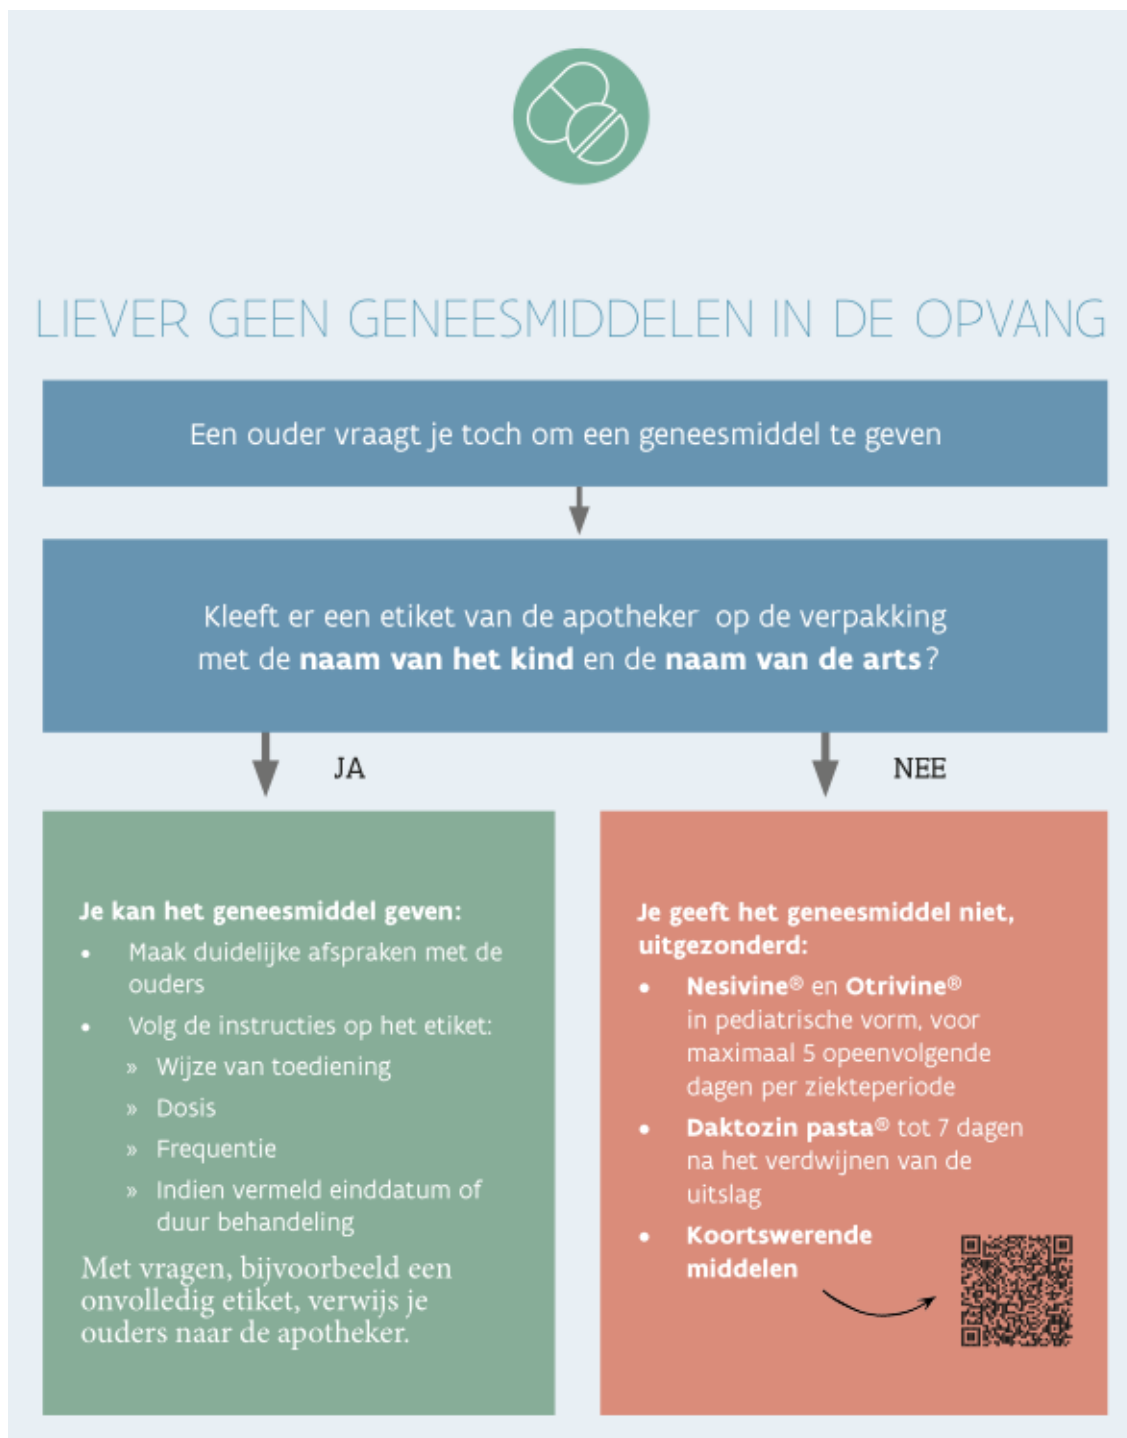 LIEVER GEEN GENEESMIDDELEN IN DE OPVANG
Een ouder vraagt je toch om een geneesmiddel te geven
Kleeft er een etiket van de apotheker op de verpakking
met de naam van het kind en de naam van de arts?
JA
NEE
Je kan het geneesmiddel geven:
• Maak duidelijke afspraken met de
ouders
• Volg de instructies op het etiket:
» Wijze van toediening
» Dosis
» Frequentie
» Indien vermeld einddatum of
duur behandeling
Met vragen, bijvoorbeeld een
onvolledig etiket, verwijs je
ouders naar de apotheker.
Je geeft het geneesmiddel niet,
uitgezonderd:
• Nesivine® en Otrivine®
in pediatrische vorm, voor
maximaal 5 opeenvolgende
dagen per ziekteperiode
• Daktozin pasta® tot 7 dagen
na het verdwijnen van de
uitslag
• Koortswerende
middelen